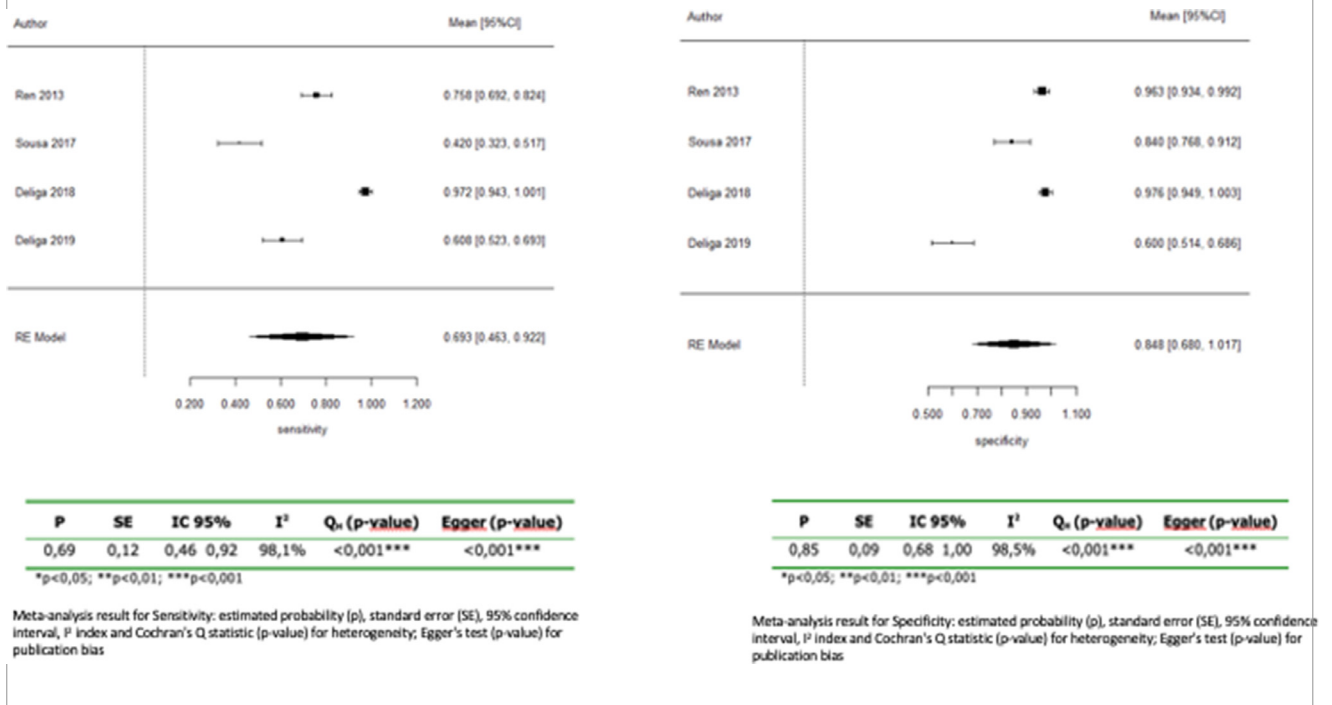 Author Mean [95%CI]
Ren 2013 0.758 [0.692, 0.824]
Sousa 2017 0.420 [0.323, 0.517]
Deliga 2018 0.972 [0.943, 1.001]
Deliga 2019 0.608 [0.523, 0.693]
RE Model 0.693 [0.463, 0.922]
0.200 0.400 0.600 0.800 1.000 1.200
sensitivity
P SE IC 95% I² Qₕ (p-value) Egger (p-value)
0,69 0,12 0,46 0,92 98,1% <0,001*** <0,001***
*p<0,05; **p<0,01; ***p<0,001
Meta-analysis result for Sensitivity: estimated probability (p), standard error (SE), 95% confidence
interval, I² index and Cochran's Q statistic (p-value) for heterogeneity; Egger's test (p-value) for
publication bias
Author Mean [95%CI]
Ren 2013 0.963 [0.934, 0.992]
Sousa 2017 0.840 [0.768, 0.912]
Deliga 2018 0.976 [0.949, 1.003]
Deliga 2019 0.600 [0.514, 0.686]
RE Model 0.848 [0.680, 1.017]
0.500 0.700 0.900 1.100
specificity
P SE IC 95% I² Qₕ (p-value) Egger (p-value)
0,85 0,09 0,68 1,00 98,5% <0,001*** <0,001***
*p<0,05; **p<0,01; ***p<0,001
Meta-analysis result for Specificity: estimated probability (p), standard error (SE), 95% confidence
interval, I² index and Cochran's Q statistic (p-value) for heterogeneity; Egger's test (p-value) for
publication bias